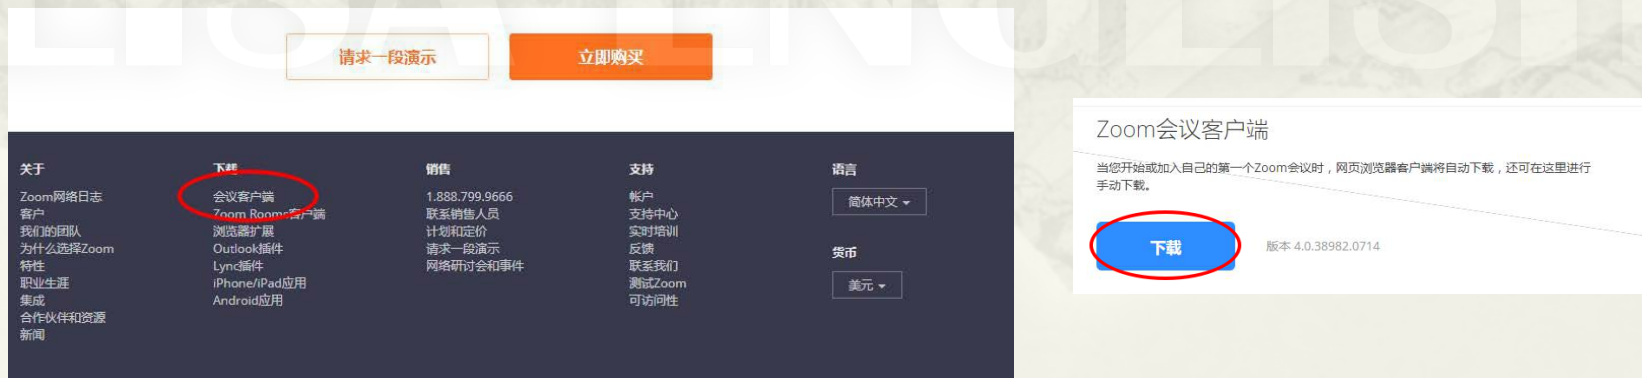 LISA ENGLISH
请求一段演示
立即购买
关于
Zoom网络日志
客户
我们的团队
为什么选择Zoom
特性
职业生涯
集成
合作伙伴和资源
新闻
下载
会议客户端
Zoom Rooms客户端
浏览器扩展
Outlook插件
Lync插件
iPhone/iPad应用
Android应用
销售
1.888.799.9666
联系销售人员
计划和定价
请求一段演示
网络研讨会和事件
支持
帐户
支持中心
实时培训
反馈
联系我们
测试Zoom
可访问性
语言
简体中文
货币
美元
Zoom会议客户端
当您开始或加入自己的第一个Zoom会议时，网页浏览器客户端将自动下载，还可在这里进行
手动下载。
下载
版本 4.0.38982.0714